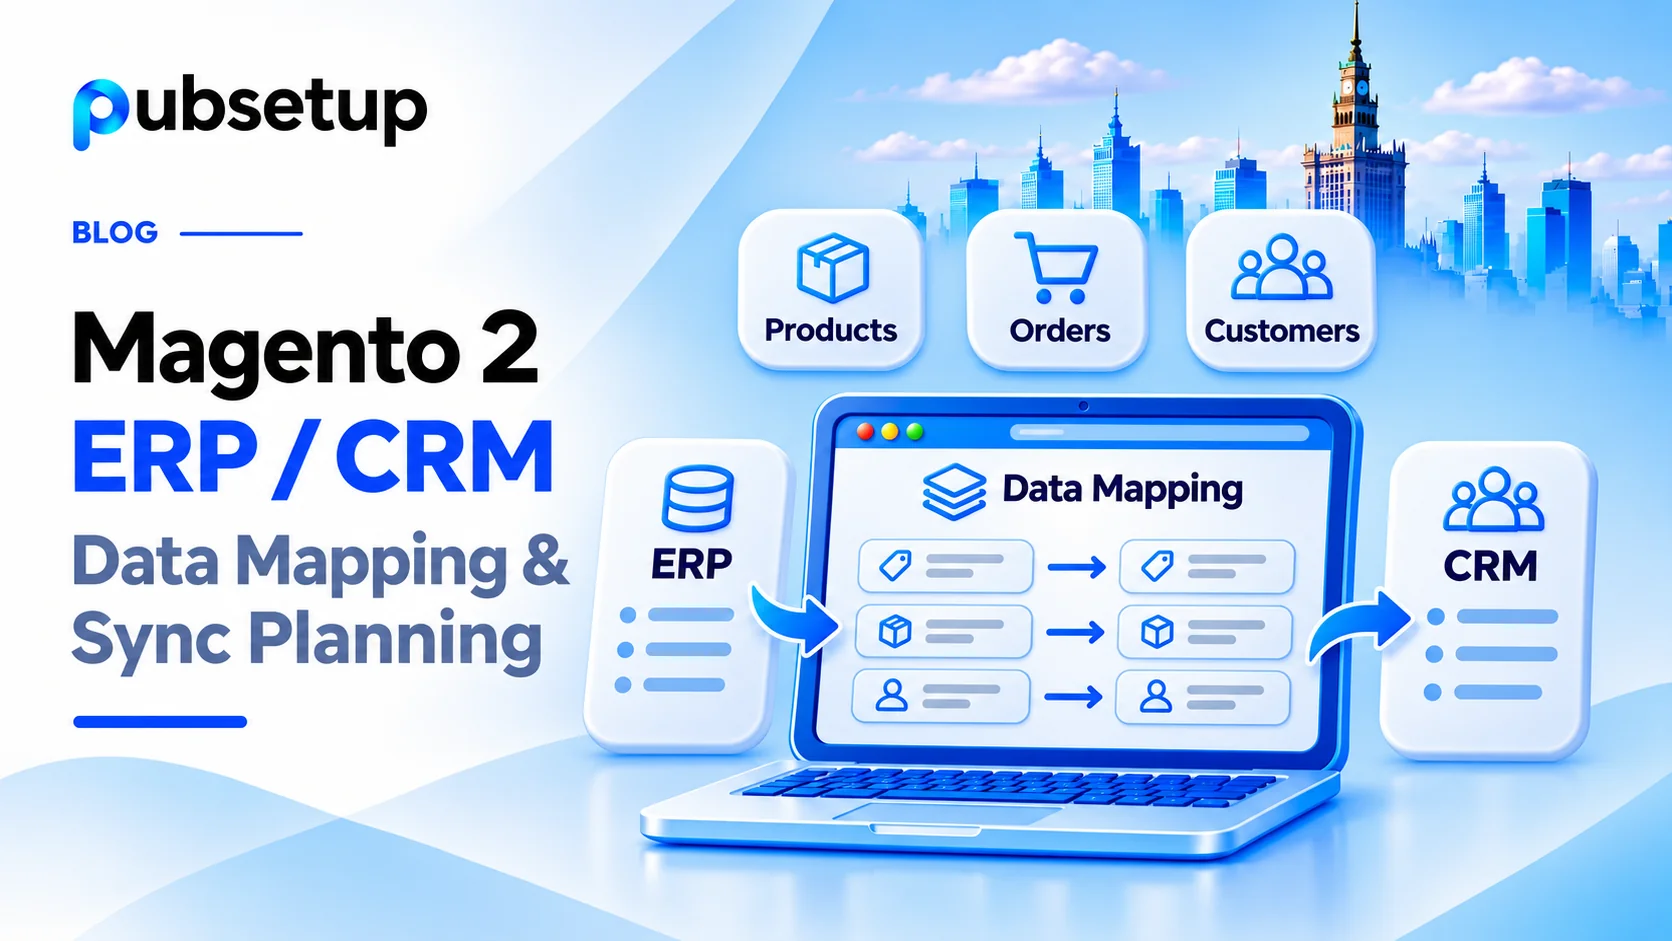 pubsetup
BLOG
Magento 2
ERP / CRM
Data Mapping &
Sync Planning
Products
Orders
Customers
Data Mapping
ERP
CRM